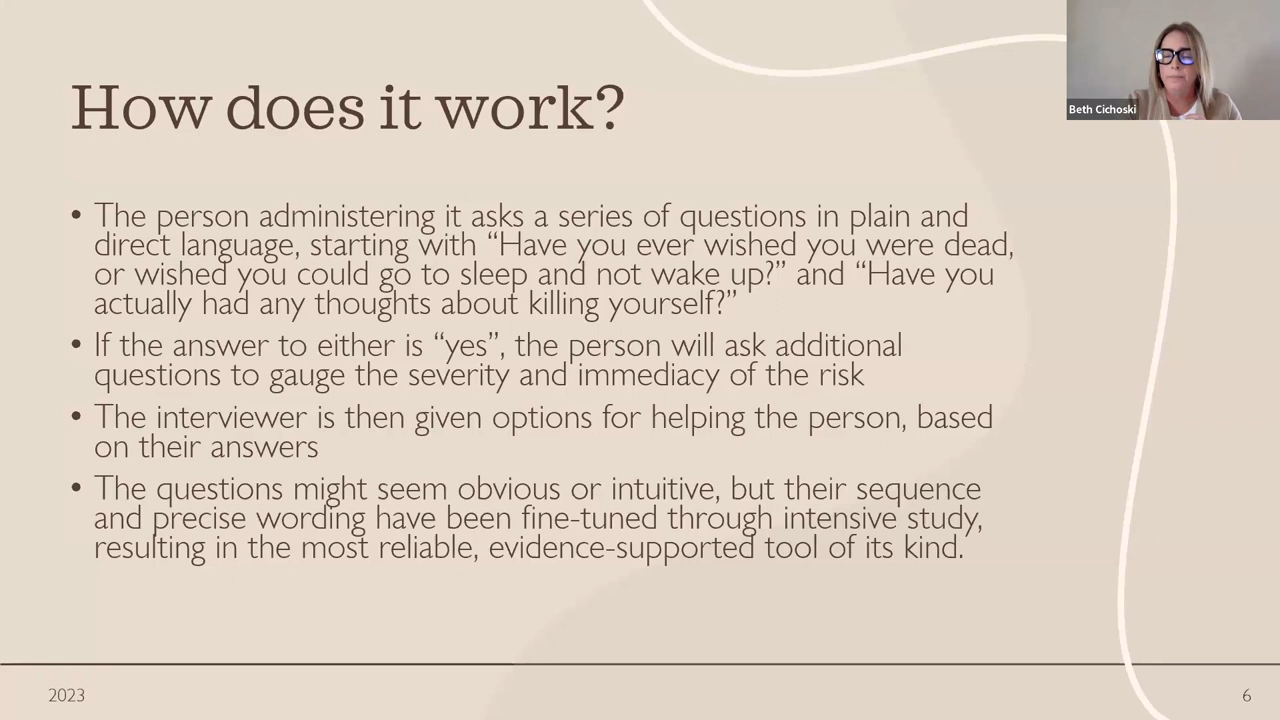 How does it work?
Beth Cichoski
• The person administering it asks a series of questions in plain and
direct language, starting with “Have you ever wished you were dead,
or wished you could go to sleep and not wake up?” and “Have you
actually had any thoughts about killing yourself?”
• If the answer to either is “yes”, the person will ask additional
questions to gauge the severity and immediacy of the risk
• The interviewer is then given options for helping the person, based
on their answers
• The questions might seem obvious or intuitive, but their sequence
and precise wording have been fine-tuned through intensive study,
resulting in the most reliable, evidence-supported tool of its kind.
2023
6